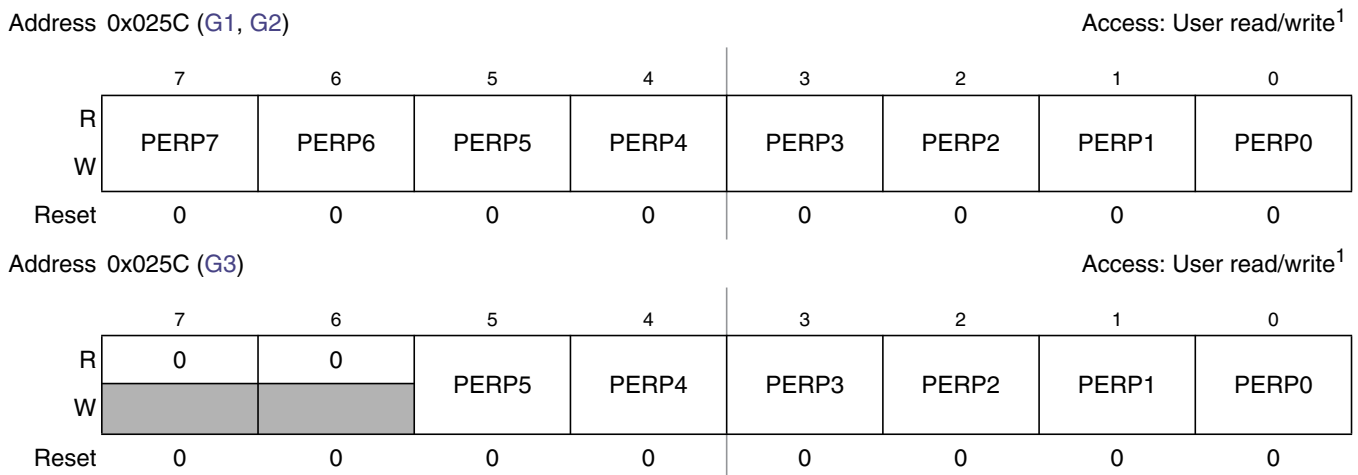 Address 0x025C (G1, G2) Access: User read/write1
7 6 5 4 3 2 1 0
R
PERP7 PERP6 PERP5 PERP4 PERP3 PERP2 PERP1 PERP0
W
Reset 0 0 0 0 0 0 0 0
Address 0x025C (G3) Access: User read/write1
7 6 5 4 3 2 1 0
R 0 0
PERP5 PERP4 PERP3 PERP2 PERP1 PERP0
W
Reset 0 0 0 0 0 0 0 0